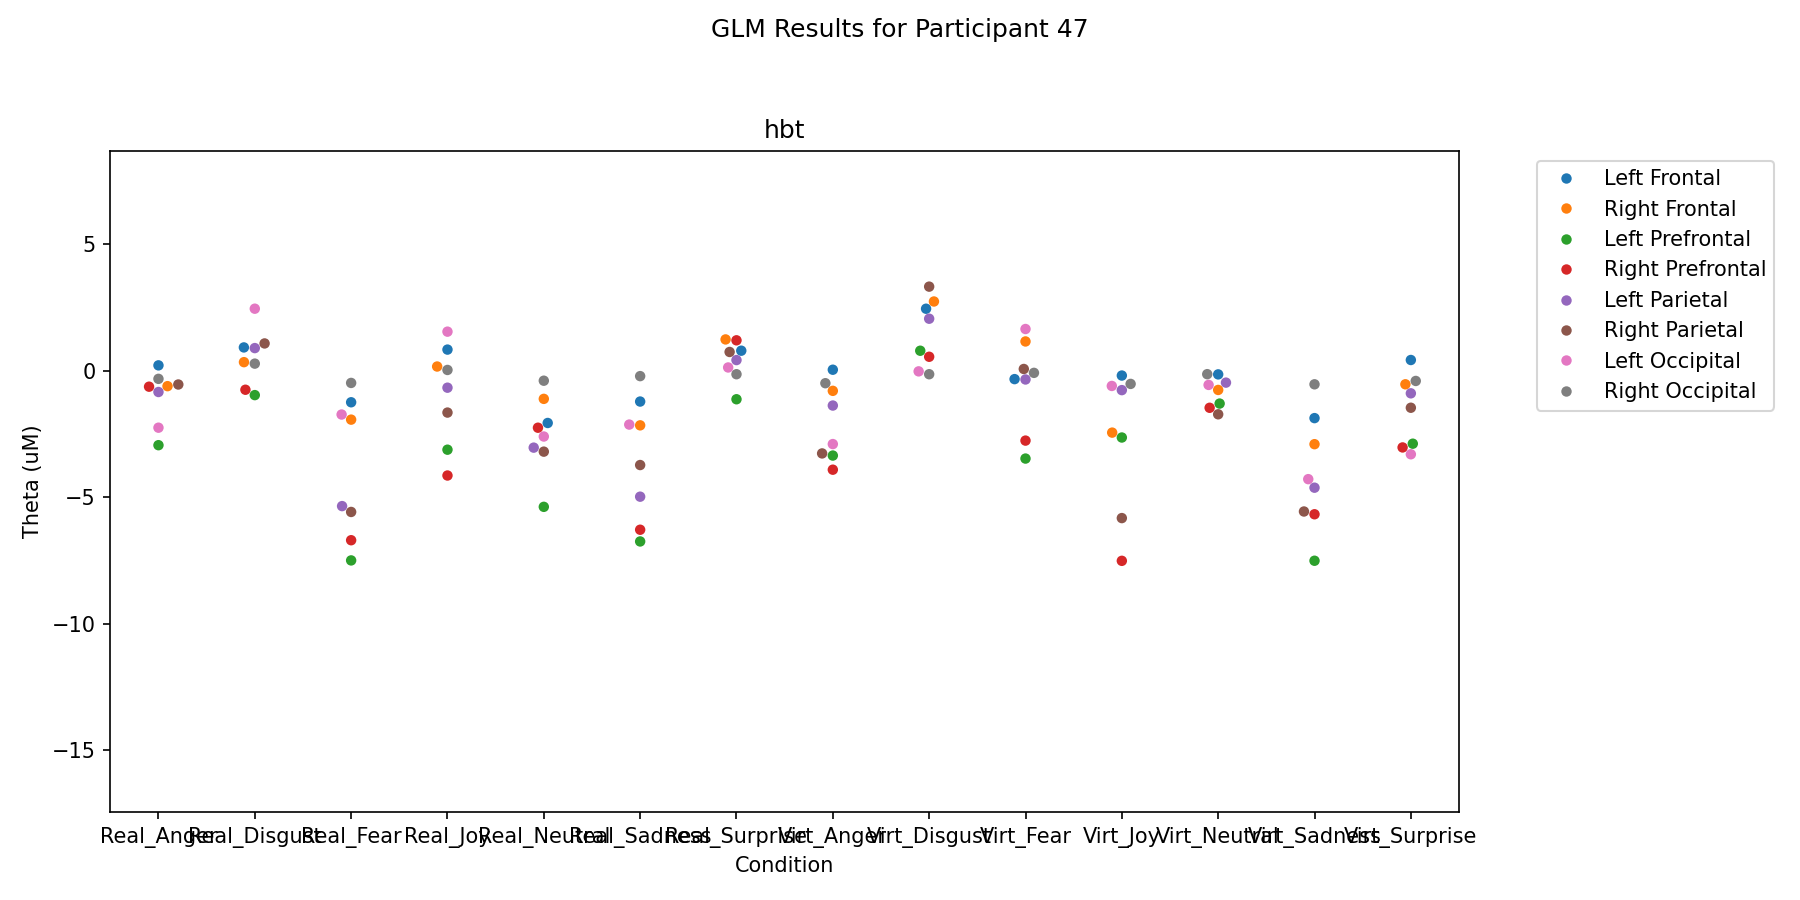 GLM Results for Participant 47
hbt
Left Frontal
Right Frontal
Left Prefrontal
Right Prefrontal
Left Parietal
Right Parietal
Left Occipital
Right Occipital
5
0
−5
−10
−15
Theta (uM)
Real_Anger Real_Disgust Real_Fear Real_Joy Real_Neutral Real_Sadness Real_Surprise Virt_Anger Virt_Disgust Virt_Fear Virt_Joy Virt_Neutral Virt_Sadness Virt_Surprise
Condition